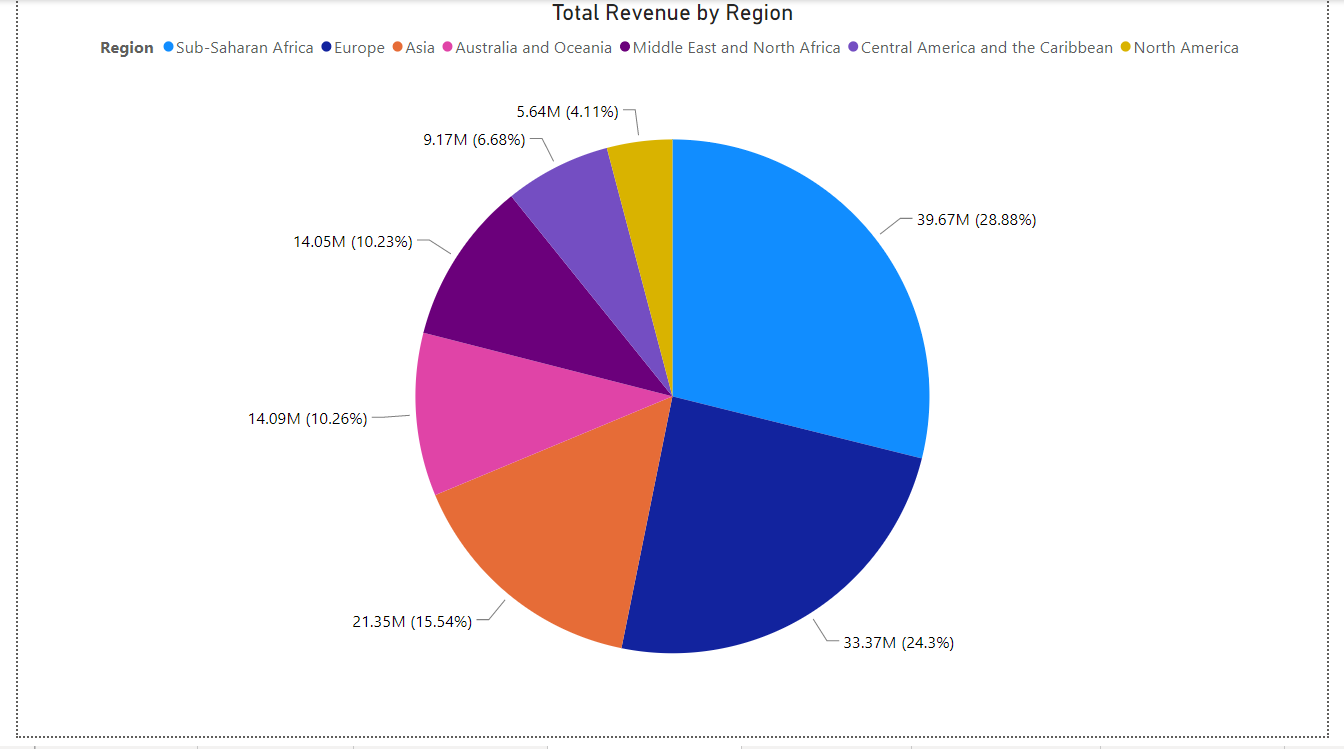 Total Revenue by Region
Region Sub-Saharan Africa Europe Asia Australia and Oceania Middle East and North Africa Central America and the Caribbean North America
5.64M (4.11%)
9.17M (6.68%)
39.67M (28.88%)
14.05M (10.23%)
14.09M (10.26%)
21.35M (15.54%)
33.37M (24.3%)